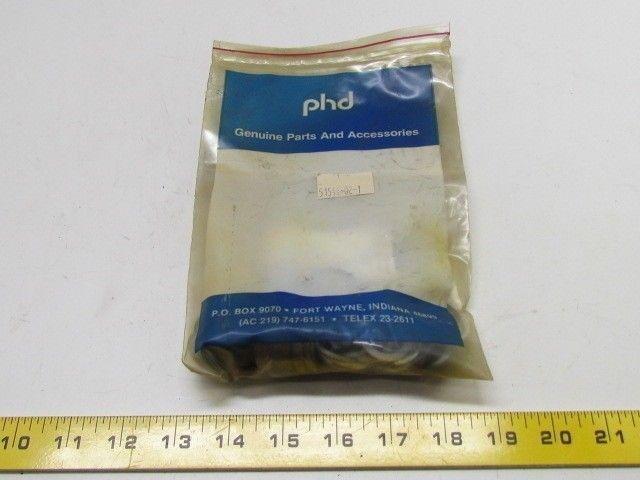 phd
Genuine Parts And Accessories
P.O. BOX 9070 • FORT WAYNE, INDIANA
(AC 219) 747-6151 • TELEX 23-2611
10 11 12 13 14 15 16 17 18 19 20 21